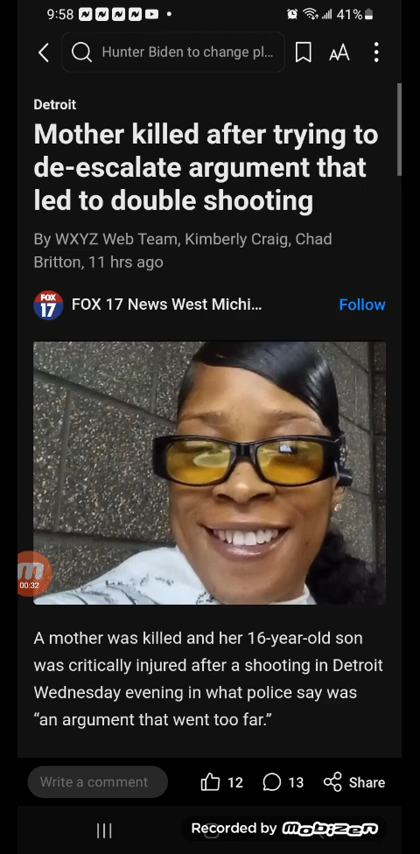 9:58 41%
Hunter Biden to change pl... AA
Detroit
Mother killed after trying to
de-escalate argument that
led to double shooting
By WXYZ Web Team, Kimberly Craig, Chad
Britton, 11 hrs ago
FOX 17
FOX 17 News West Michi...
Follow
m
00:32
A mother was killed and her 16-year-old son
was critically injured after a shooting in Detroit
Wednesday evening in what police say was
“an argument that went too far.”
Write a comment 12 13 Share
Recorded by mobizen